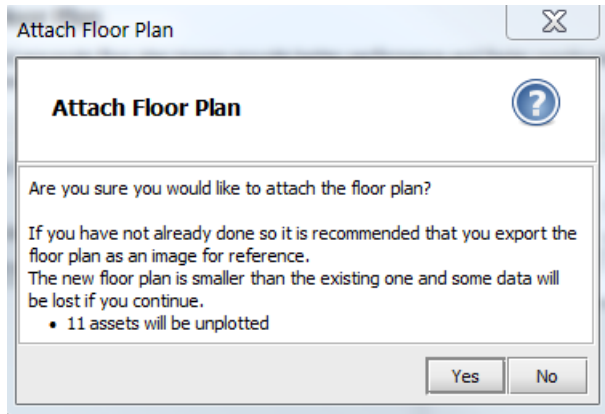 Attach Floor Plan
Attach Floor Plan
Are you sure you would like to attach the floor plan?
If you have not already done so it is recommended that you export the
floor plan as an image for reference.
The new floor plan is smaller than the existing one and some data will
be lost if you continue.
• 11 assets will be unplotted
Yes No